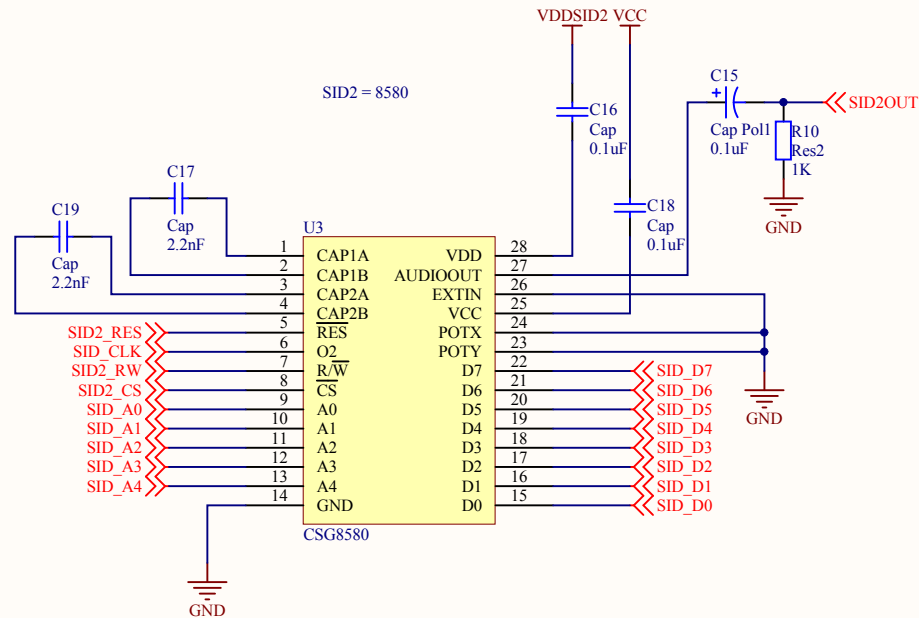 VDDSID2 VCC
SID2 = 8580
C15
+
Cap Pol1
0.1uF
SID2OUT
R10
Res2
1K
GND
C16
Cap
0.1uF
C17
Cap
2.2nF
C19
Cap
2.2nF
C18
Cap
0.1uF
U3
1 CAP1A VDD 28
2 CAP1B AUDIOOUT 27
3 CAP2A EXTIN 26
4 CAP2B VCC 25
SID2_RES 5 RES POTX 24
SID_CLK 6 O2 POTY 23
SID2_RW 7 R/W D7 22 SID_D7
SID2_CS 8 CS D6 21 SID_D6
SID_A0 9 A0 D5 20 SID_D5
SID_A1 10 A1 D4 19 SID_D4
SID_A2 11 A2 D3 18 SID_D3
SID_A3 12 A3 D2 17 SID_D2
SID_A4 13 A4 D1 16 SID_D1
14 GND D0 15 SID_D0
CSG8580
GND
GND